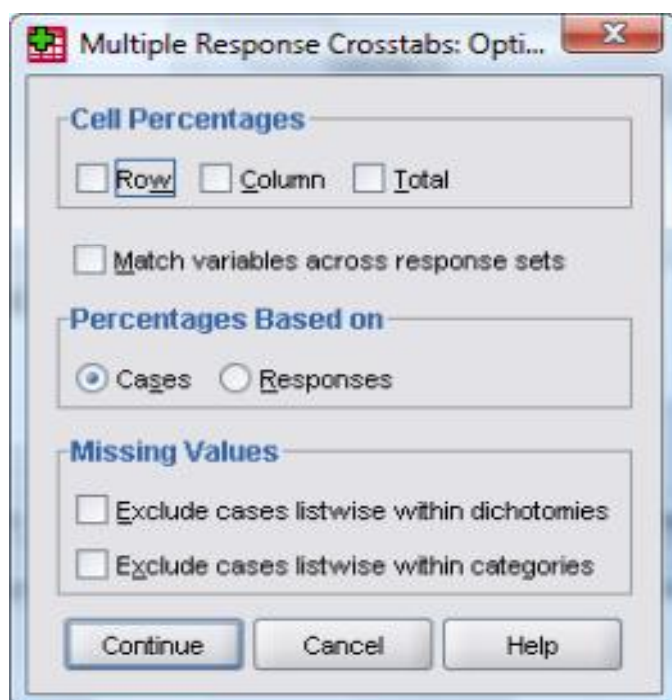 Multiple Response Crosstabs: Opti...
Cell Percentages
Row Column Total
Match variables across response sets
Percentages Based on
Cases Responses
Missing Values
Exclude cases listwise within dichotomies
Exclude cases listwise within categories
Continue Cancel Help